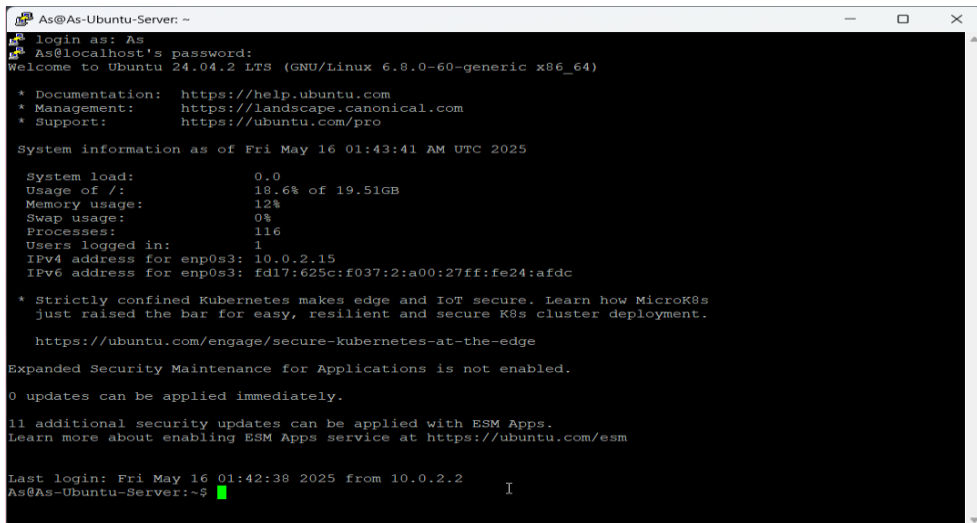 As@As-Ubuntu-Server: ~
login as: As
As@localhost's password:
Welcome to Ubuntu 24.04.2 LTS (GNU/Linux 6.8.0-60-generic x86_64)
* Documentation:  https://help.ubuntu.com
* Management:     https://landscape.canonical.com
* Support:        https://ubuntu.com/pro
System information as of Fri May 16 01:43:41 AM UTC 2025
System load:             0.0
Usage of /:              18.6% of 19.51GB
Memory usage:            12%
Swap usage:              0%
Processes:               116
Users logged in:         1
IPv4 address for enp0s3: 10.0.2.15
IPv6 address for enp0s3: fd17:625c:f037:2:a00:27ff:fe24:afdc
* Strictly confined Kubernetes makes edge and IoT secure. Learn how MicroK8s
just raised the bar for easy, resilient and secure K8s cluster deployment.
https://ubuntu.com/engage/secure-kubernetes-at-the-edge
Expanded Security Maintenance for Applications is not enabled.
0 updates can be applied immediately.
11 additional security updates can be applied with ESM Apps.
Learn more about enabling ESM Apps service at https://ubuntu.com/esm
Last login: Fri May 16 01:42:38 2025 from 10.0.2.2
As@As-Ubuntu-Server:~$